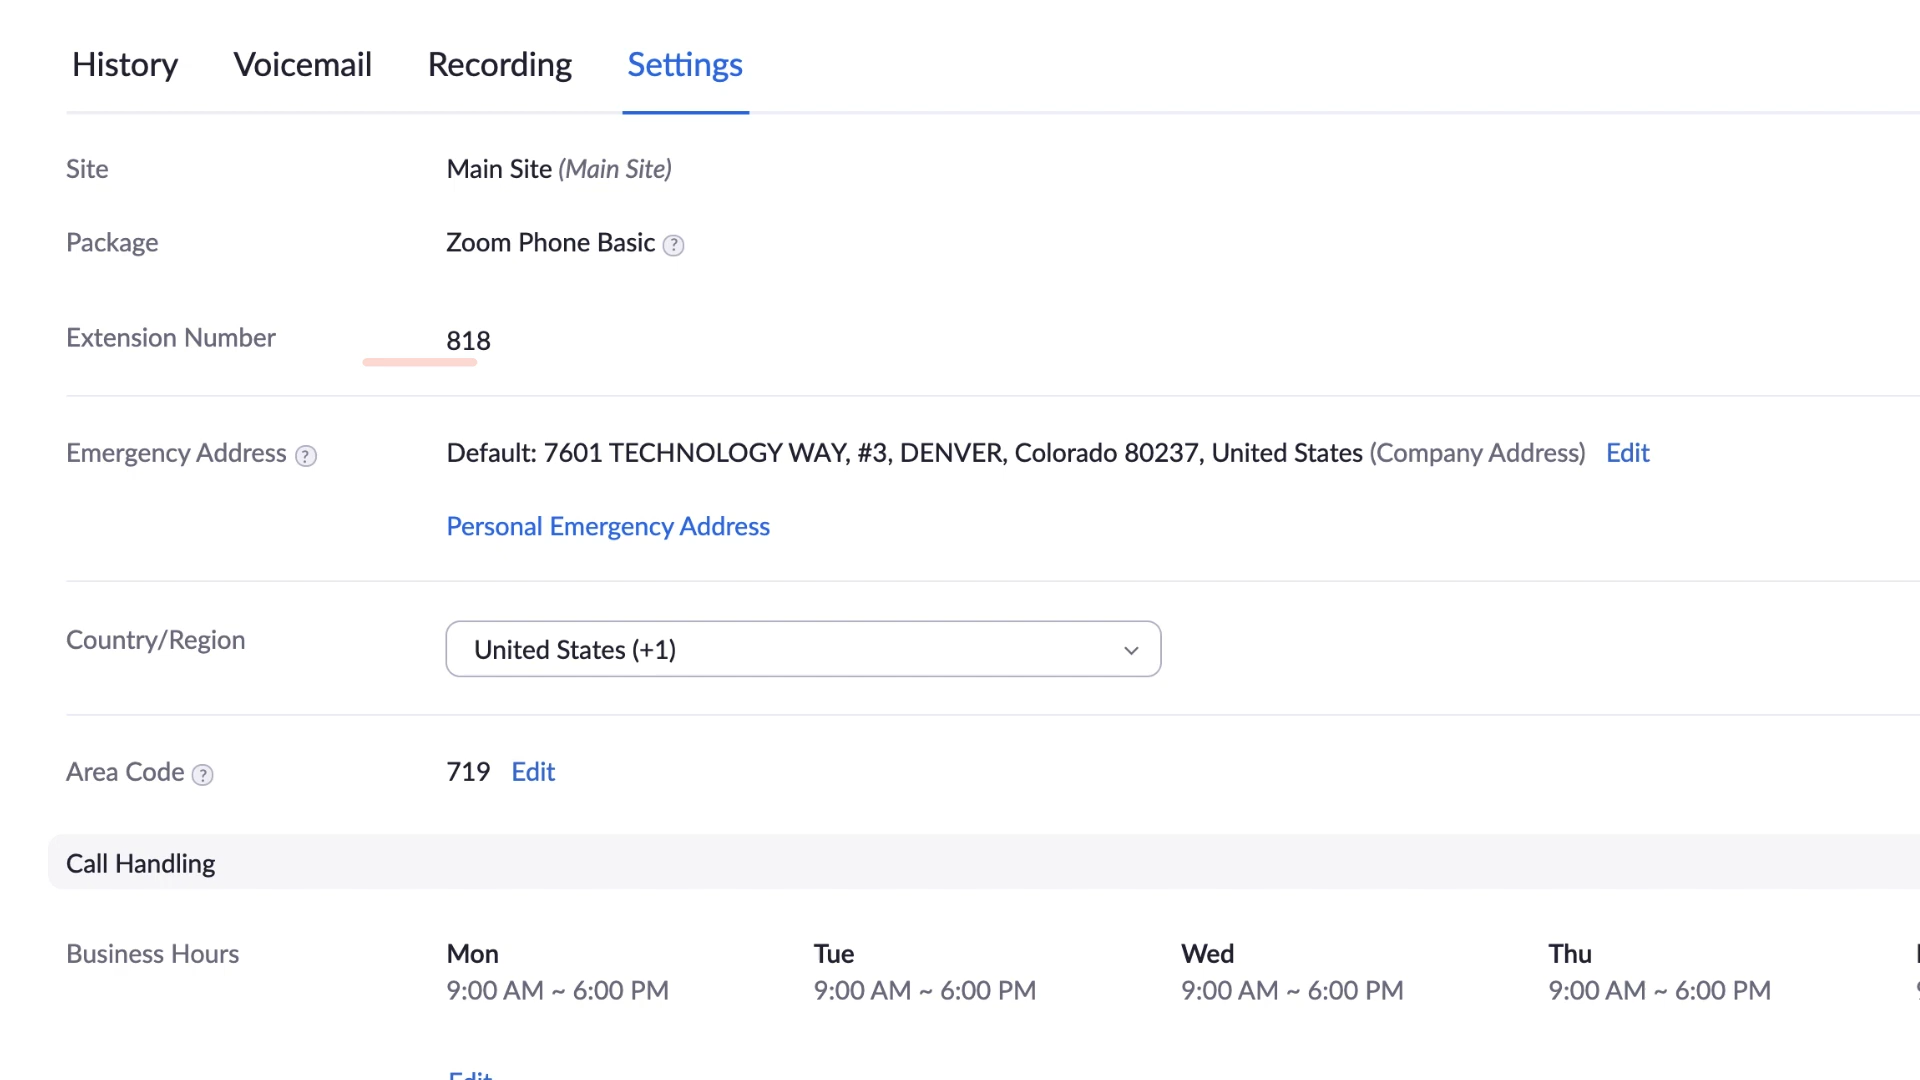 History Voicemail Recording Settings
Site Main Site (Main Site)
Package Zoom Phone Basic ?
Extension Number 818
Emergency Address ? Default: 7601 TECHNOLOGY WAY, #3, DENVER, Colorado 80237, United States (Company Address) Edit
Personal Emergency Address
Country/Region United States (+1)
Area Code ? 719 Edit
Call Handling
Business Hours Mon Tue Wed Thu
9:00 AM ~ 6:00 PM 9:00 AM ~ 6:00 PM 9:00 AM ~ 6:00 PM 9:00 AM ~ 6:00 PM
Edit